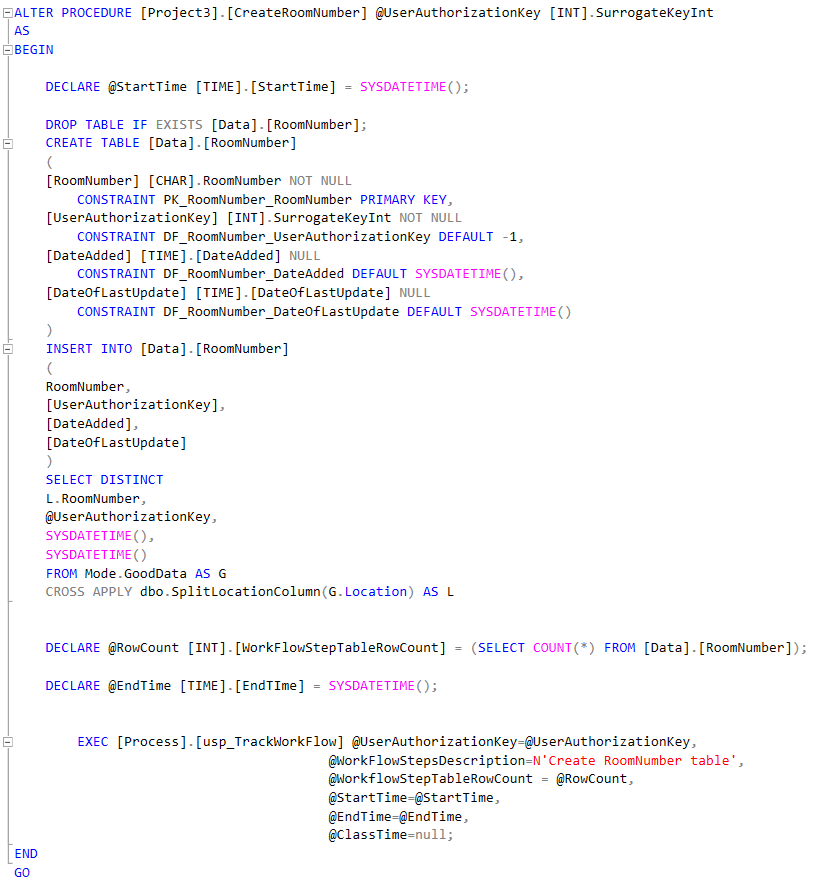 ALTER PROCEDURE [Project3].[CreateRoomNumber] @UserAuthorizationKey [INT].SurrogateKeyInt
AS
BEGIN
DECLARE @StartTime [TIME].[StartTime] = SYSDATETIME();
DROP TABLE IF EXISTS [Data].[RoomNumber];
CREATE TABLE [Data].[RoomNumber]
(
[RoomNumber] [CHAR].RoomNumber NOT NULL
CONSTRAINT PK_RoomNumber_RoomNumber PRIMARY KEY,
[UserAuthorizationKey] [INT].SurrogateKeyInt NOT NULL
CONSTRAINT DF_RoomNumber_UserAuthorizationKey DEFAULT -1,
[DateAdded] [TIME].[DateAdded] NULL
CONSTRAINT DF_RoomNumber_DateAdded DEFAULT SYSDATETIME(),
[DateOfLastUpdate] [TIME].[DateOfLastUpdate] NULL
CONSTRAINT DF_RoomNumber_DateOfLastUpdate DEFAULT SYSDATETIME()
)
INSERT INTO [Data].[RoomNumber]
(
RoomNumber,
[UserAuthorizationKey],
[DateAdded],
[DateOfLastUpdate]
)
SELECT DISTINCT
L.RoomNumber,
@UserAuthorizationKey,
SYSDATETIME(),
SYSDATETIME()
FROM Mode.GoodData AS G
CROSS APPLY dbo.SplitLocationColumn(G.Location) AS L
DECLARE @RowCount [INT].[WorkFlowStepTableRowCount] = (SELECT COUNT(*) FROM [Data].[RoomNumber]);
DECLARE @EndTime [TIME].[EndTIme] = SYSDATETIME();
EXEC [Process].[usp_TrackWorkFlow] @UserAuthorizationKey=@UserAuthorizationKey,
@WorkFlowStepsDescription=N'Create RoomNumber table',
@WorkflowStepTableRowCount = @RowCount,
@StartTime=@StartTime,
@EndTime=@EndTime,
@ClassTime=null;
END
GO